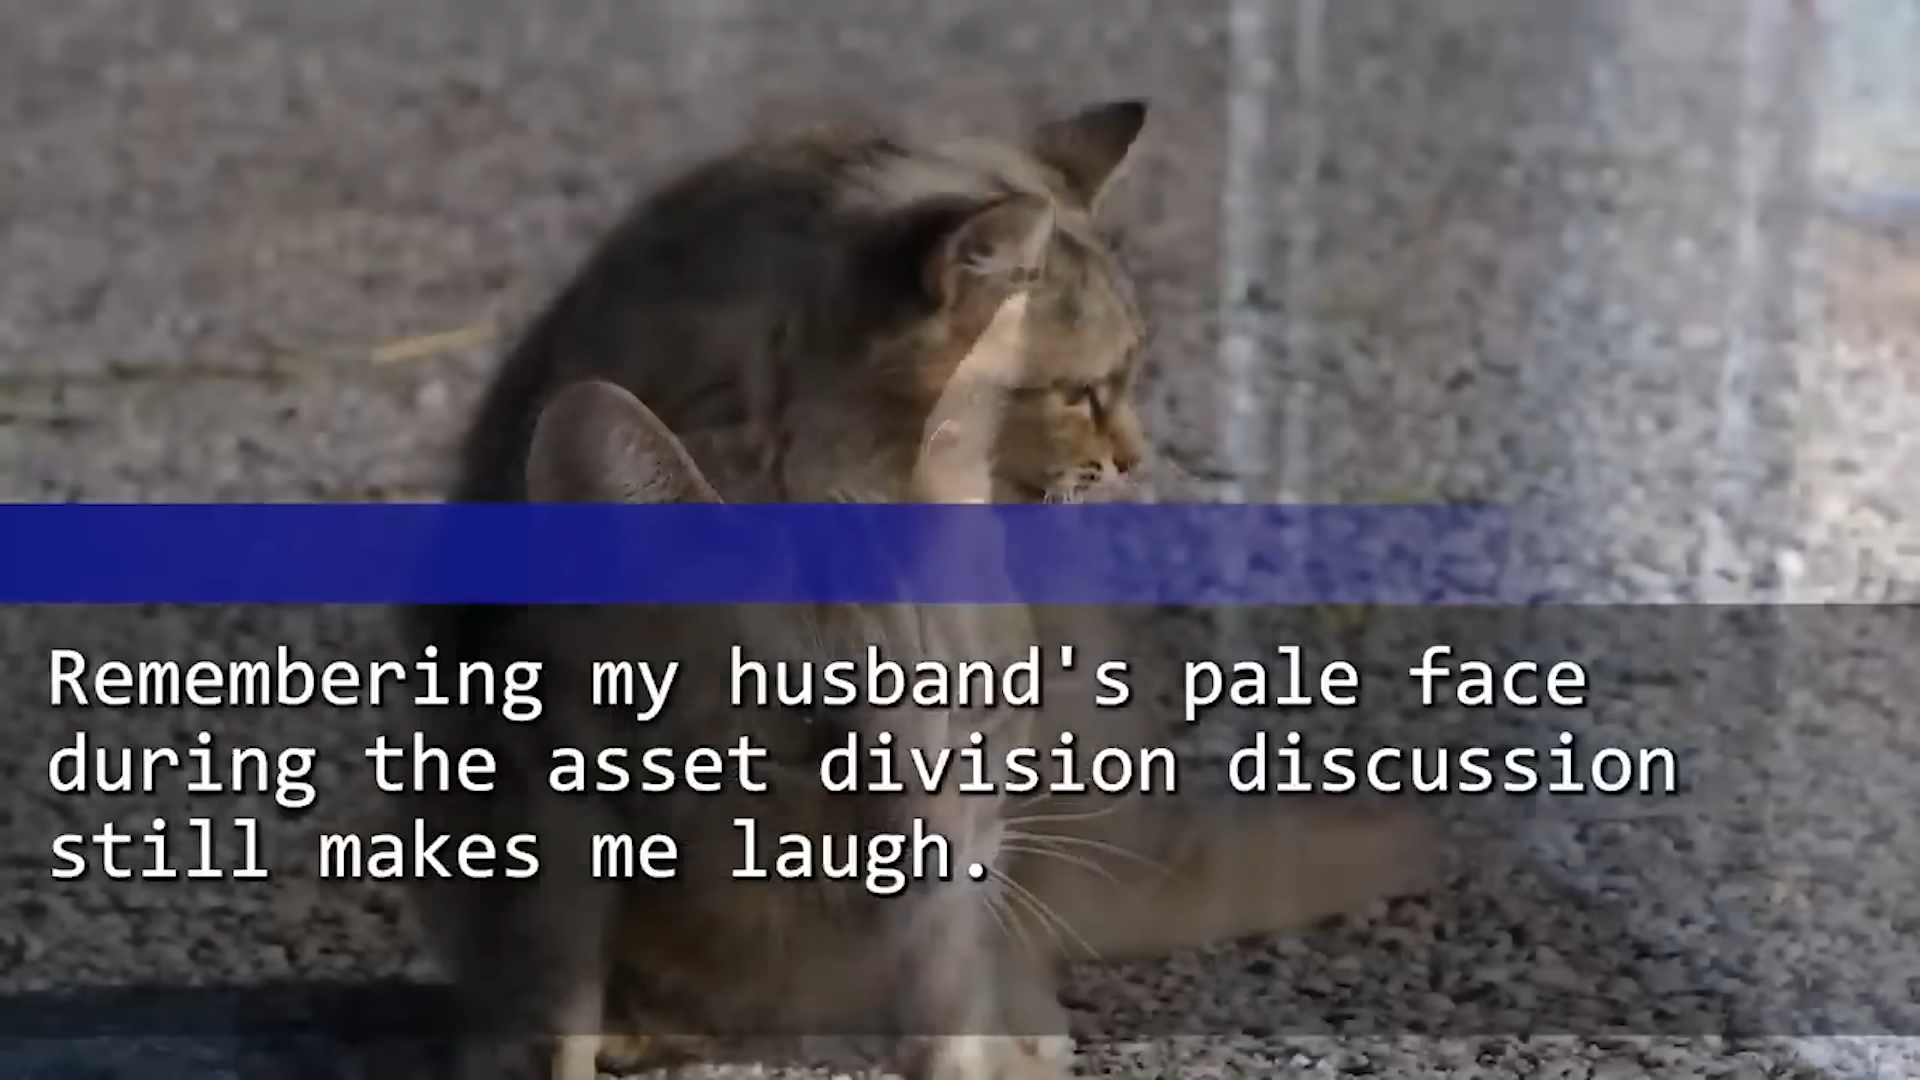 Remembering my husband's pale face
during the asset division discussion
still makes me laugh.